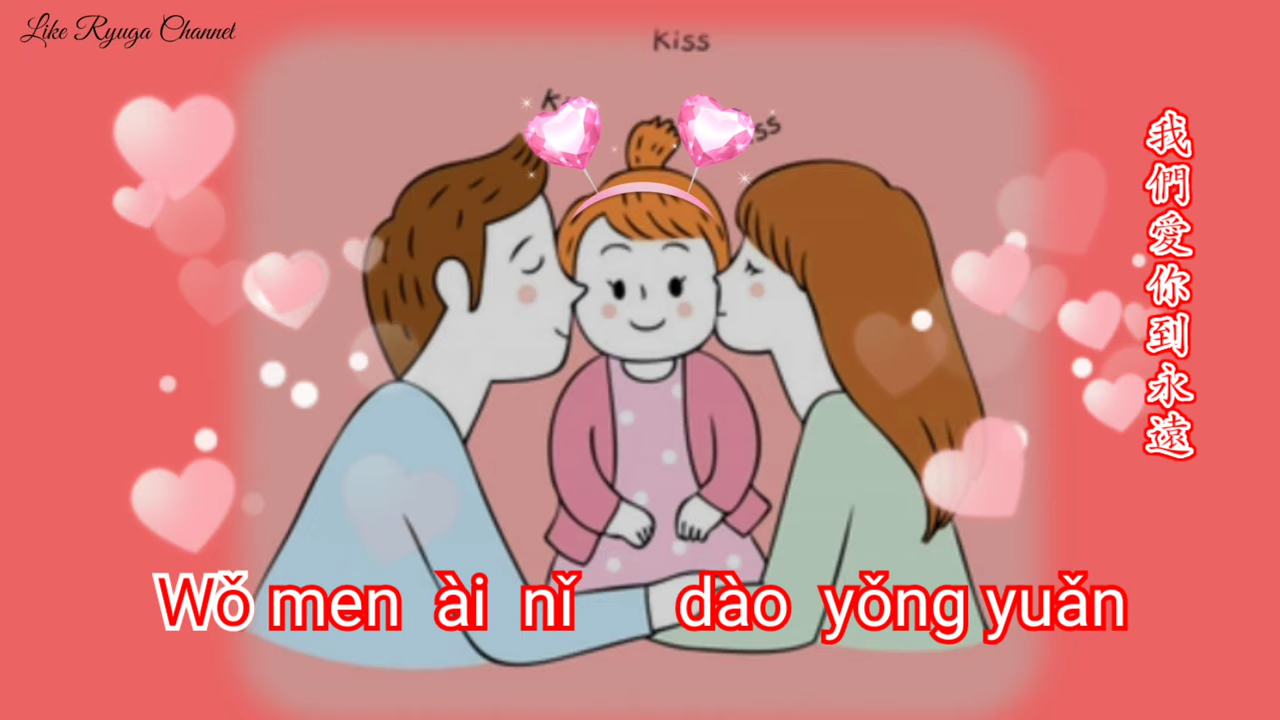 Like Ryuga Channel
Kiss
我們愛你到永遠
Wǒ men ài nǐ dào yǒng yuǎn